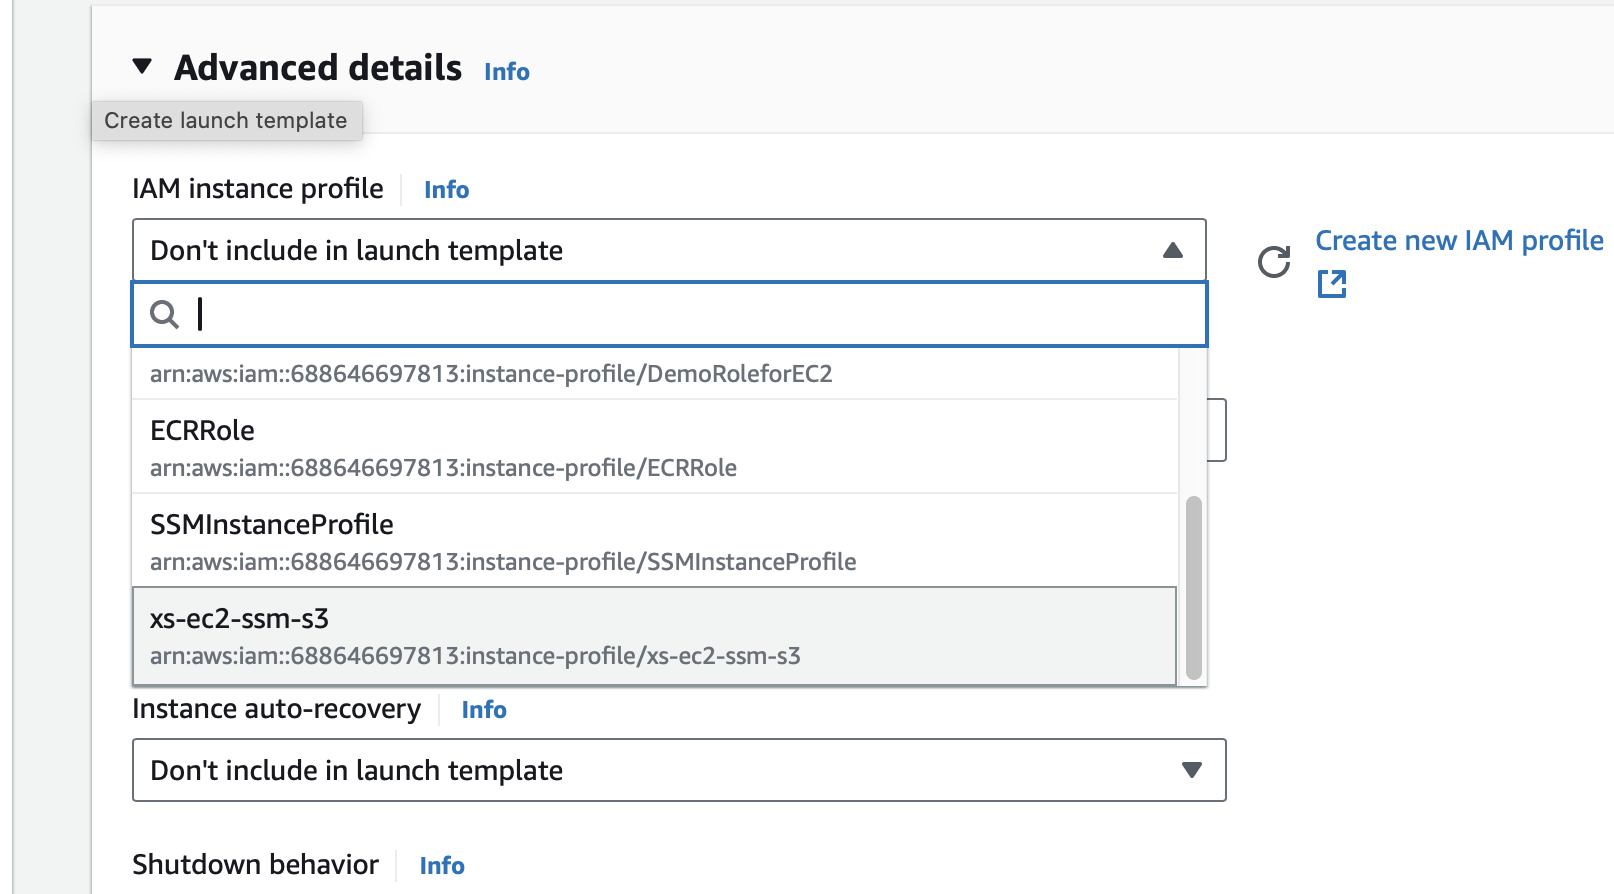 Advanced details Info
Create launch template
IAM instance profile Info
Don't include in launch template
Create new IAM profile
arn:aws:iam::688646697813:instance-profile/DemoRoleforEC2
ECRRole
arn:aws:iam::688646697813:instance-profile/ECRRole
SSMInstanceProfile
arn:aws:iam::688646697813:instance-profile/SSMInstanceProfile
xs-ec2-ssm-s3
arn:aws:iam::688646697813:instance-profile/xs-ec2-ssm-s3
Instance auto-recovery Info
Don't include in launch template
Shutdown behavior Info